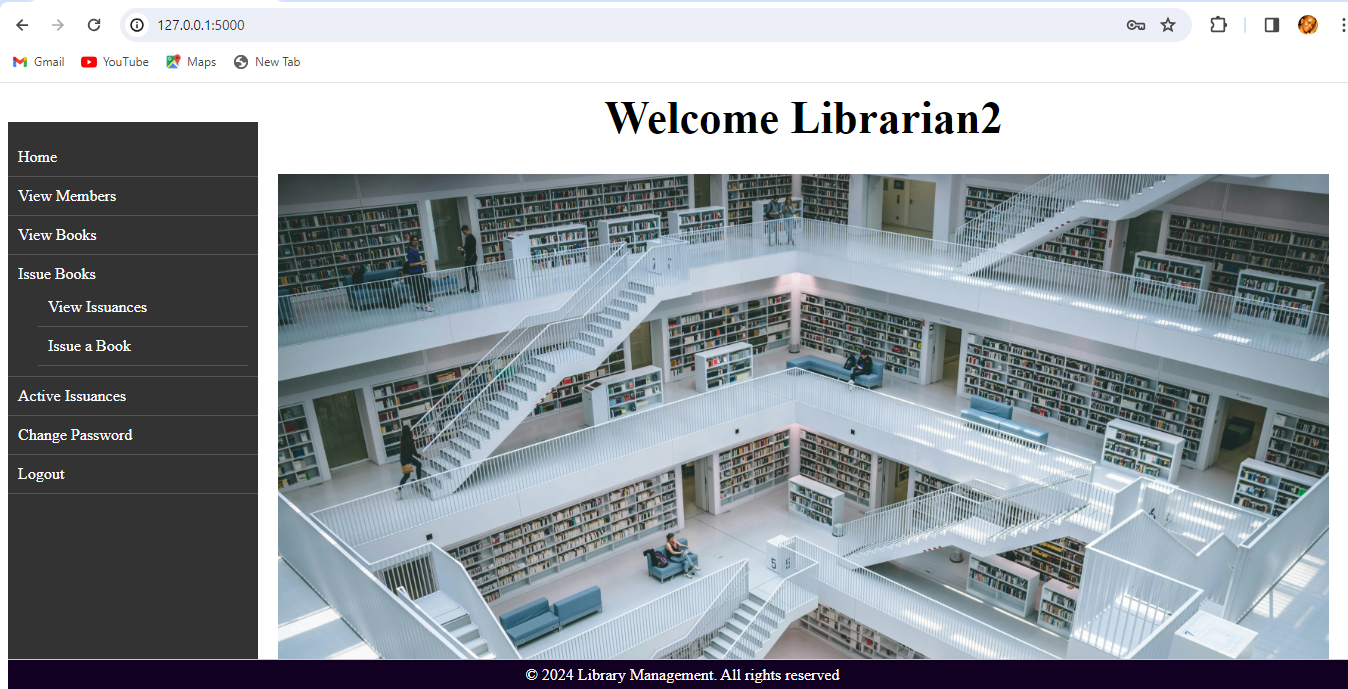 127.0.0.1:5000
Gmail YouTube Maps New Tab
Welcome Librarian2
Home
View Members
View Books
Issue Books
View Issuances
Issue a Book
Active Issuances
Change Password
Logout
© 2024 Library Management. All rights reserved